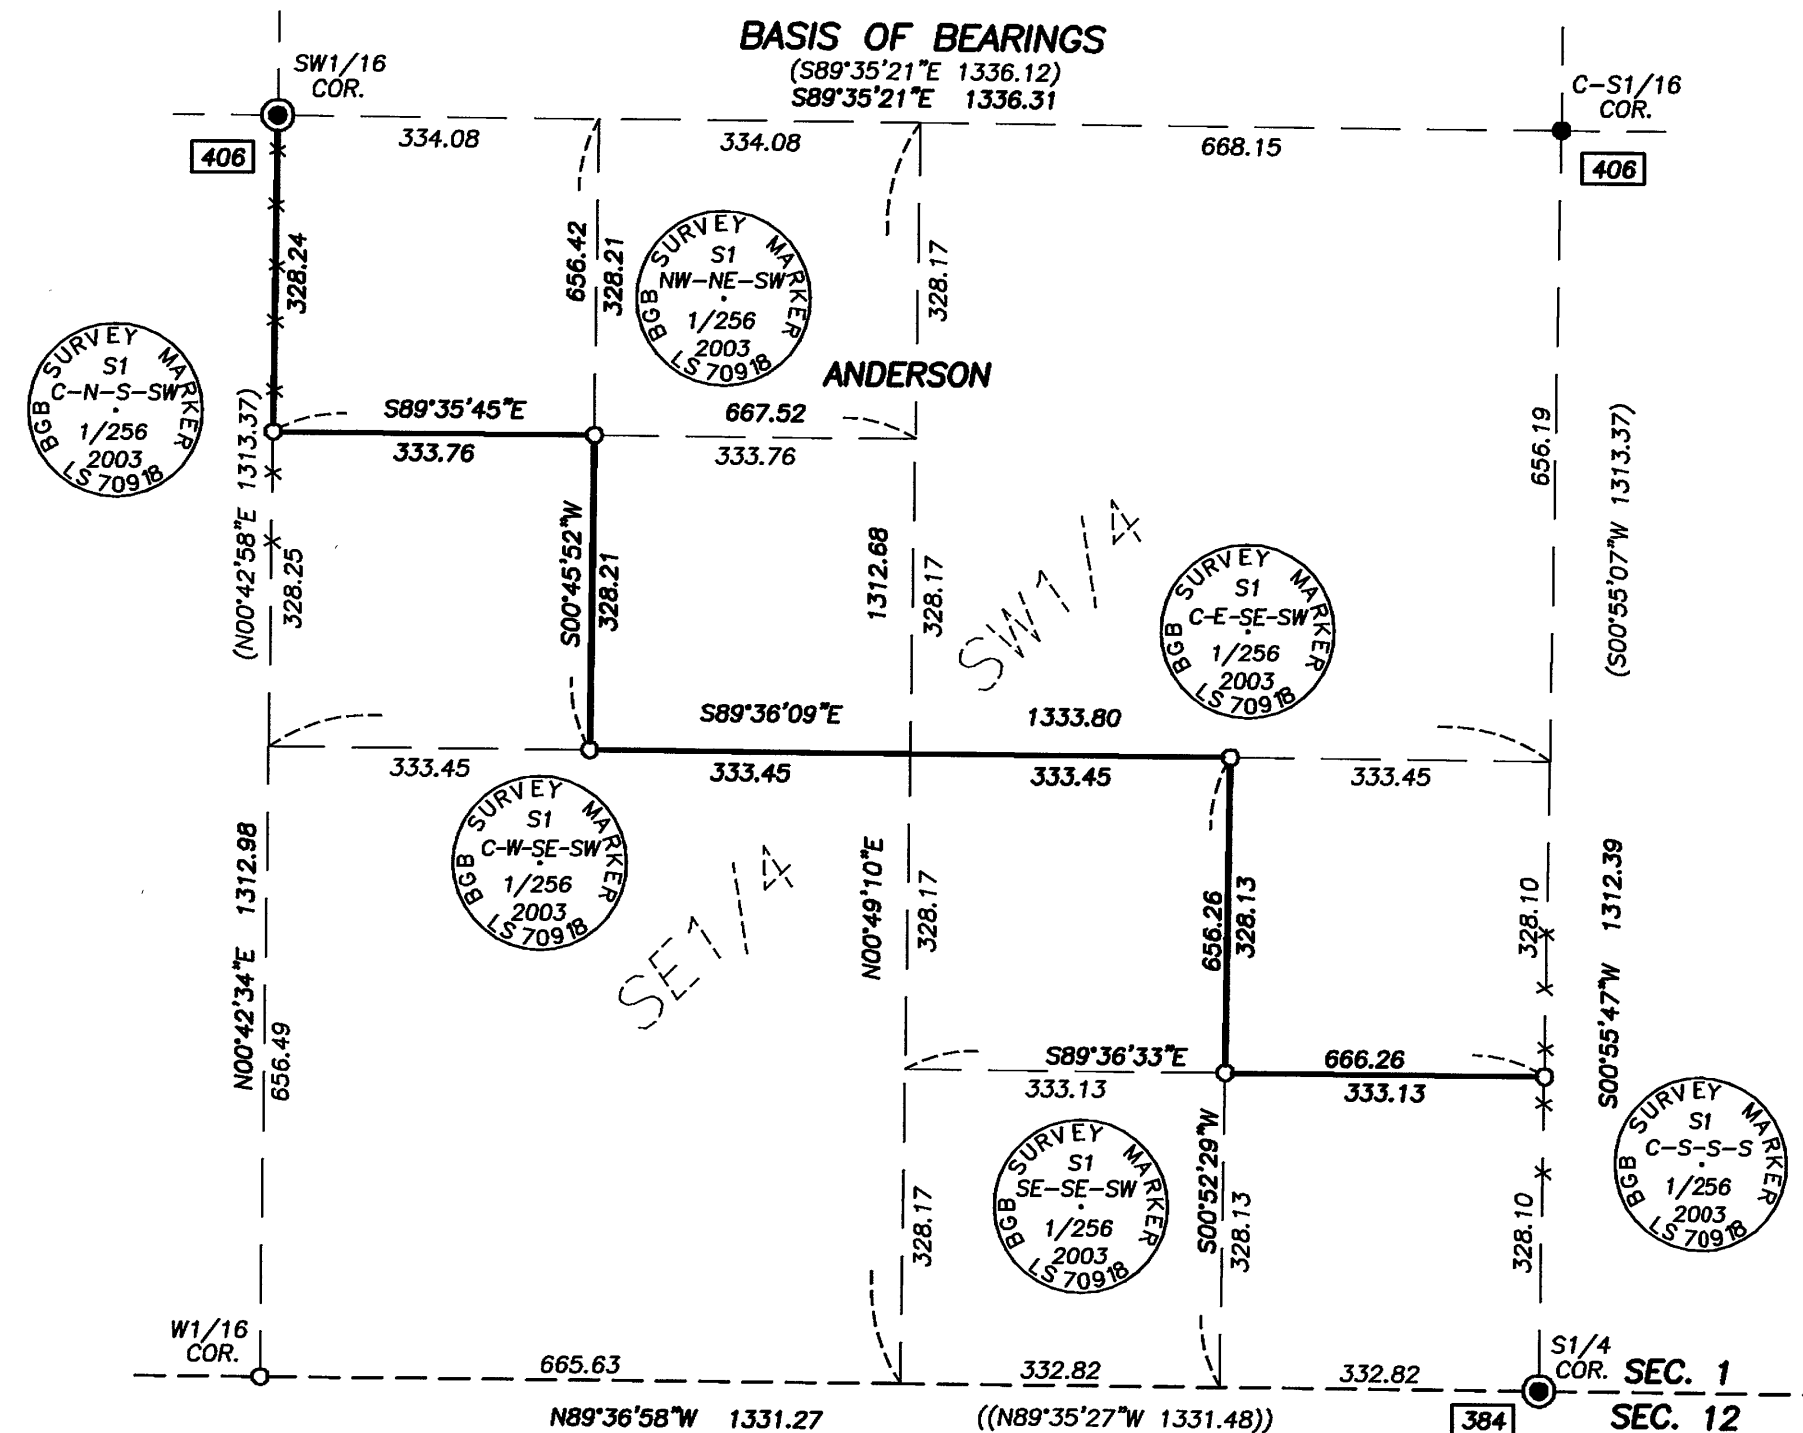 BASIS OF BEARINGS
(S89°35'21"E 1336.12)
S89°35'21"E 1336.31
SW1/16
COR.
C-S1/16
COR.
406
334.08
334.08
668.15
406
328.24
656.42
328.21
328.17
SURVEY MARKER
BGB
S1
NW-NE-SW
1/256
2003
LS 70918
SURVEY MARKER
BGB
S1
C-N-S-SW
1/256
2003
LS 70918
ANDERSON
(N00°42'58"E 1313.37)
S89°35'45"E
333.76
667.52
333.76
656.19
(S00°55'07"W 1313.37)
328.25
S00°45'52"W
328.21
1312.68
328.17
SW1/4
SURVEY MARKER
BGB
S1
C-E-SE-SW
1/256
2003
LS 70918
S89°36'09"E
1333.80
333.45
333.45
333.45
333.45
SURVEY MARKER
BGB
S1
C-W-SE-SW
1/256
2003
LS 70918
SE1/4
N00°42'34"E 1312.98
656.49
N00°49'10"E
328.17
656.26
328.13
328.10
S00°55'47"W 1312.39
S89°36'33"E
666.26
333.13
333.13
SURVEY MARKER
BGB
S1
SE-SE-SW
1/256
2003
LS 70918
SURVEY MARKER
BGB
S1
C-S-S-S
1/256
2003
LS 70918
328.17
S00°52'29"W
328.13
328.10
W1/16
COR.
665.63
332.82
332.82
S1/4
COR.
SEC. 1
N89°36'58"W 1331.27
((N89°35'27"W 1331.48))
384
SEC. 12